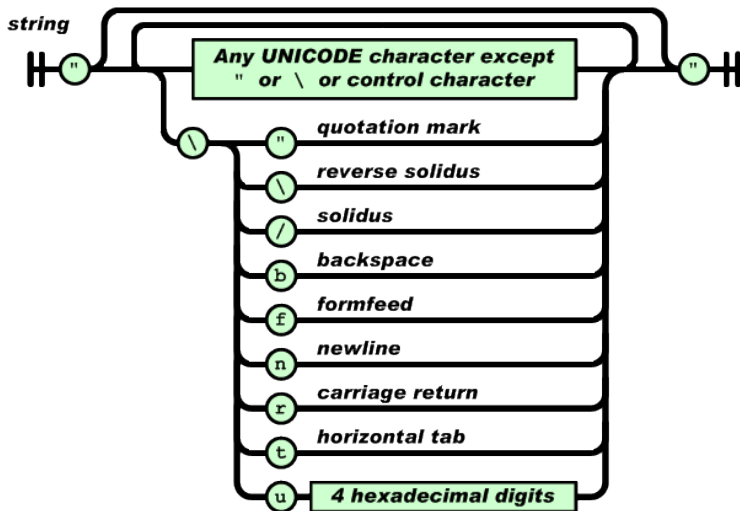 string
" Any UNICODE character except "
" or \ or control character
\ " quotation mark
\ reverse solidus
/ solidus
b backspace
f formfeed
n newline
r carriage return
t horizontal tab
u 4 hexadecimal digits